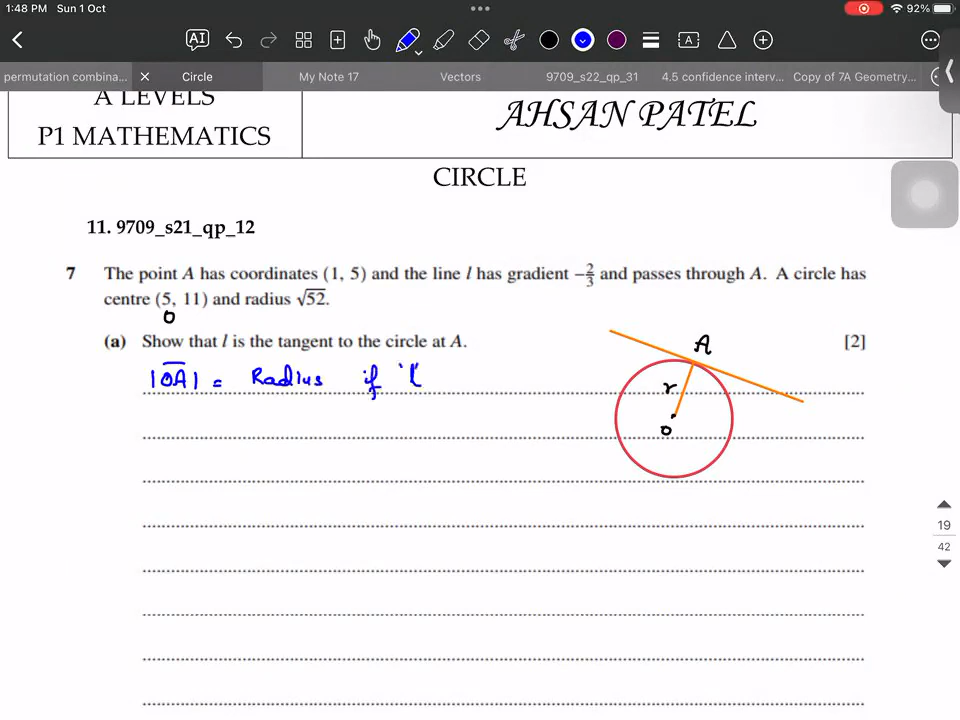 1:48 PM Sun 1 Oct 92%
AI A
permutation combina... Circle My Note 17 Vectors 9709_s22_qp_31 4.5 confidence interv... Copy of 7A Geometry...
A LEVELS
P1 MATHEMATICS
AHSAN PATEL
CIRCLE
11. 9709_s21_qp_12
7 The point A has coordinates (1, 5) and the line l has gradient −2/3 and passes through A. A circle has
centre (5, 11) and radius √52.
O
(a) Show that l is the tangent to the circle at A. [2]
|OA| = Radius if 'l'
A
r
O
19
42